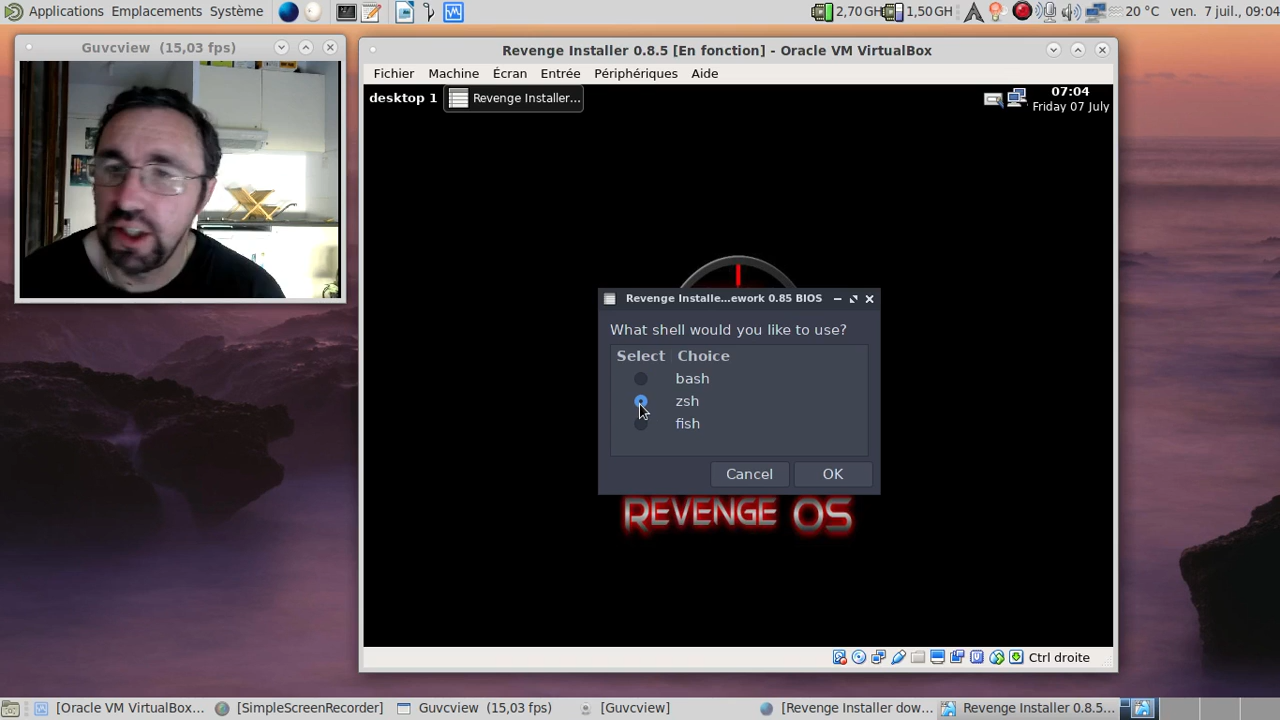 Applications Emplacements Système
2,70 GH 1,50 GH 20 °C ven. 7 juil., 09:04
Guvcview (15,03 fps)
Revenge Installer 0.8.5 [En fonction] - Oracle VM VirtualBox
Fichier Machine Écran Entrée Périphériques Aide
desktop 1 Revenge Installer...
07:04
Friday 07 July
Revenge Installe...ework 0.85 BIOS
What shell would you like to use?
Select Choice
bash
zsh
fish
Cancel OK
REVENGE OS
Ctrl droite
[Oracle VM VirtualBox... [SimpleScreenRecorder] Guvcview (15,03 fps) [Guvcview] [Revenge Installer dow... Revenge Installer 0.8.5...